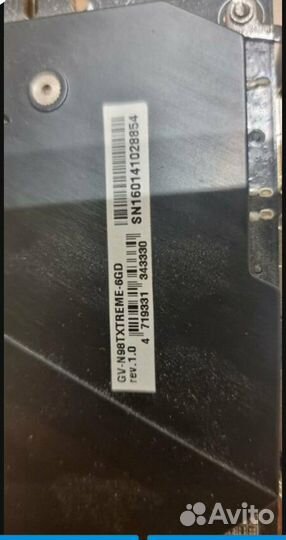 SN160141028854
GV-N98TXTREME-6GD
rev.1.0
4 719331 343330
Avito